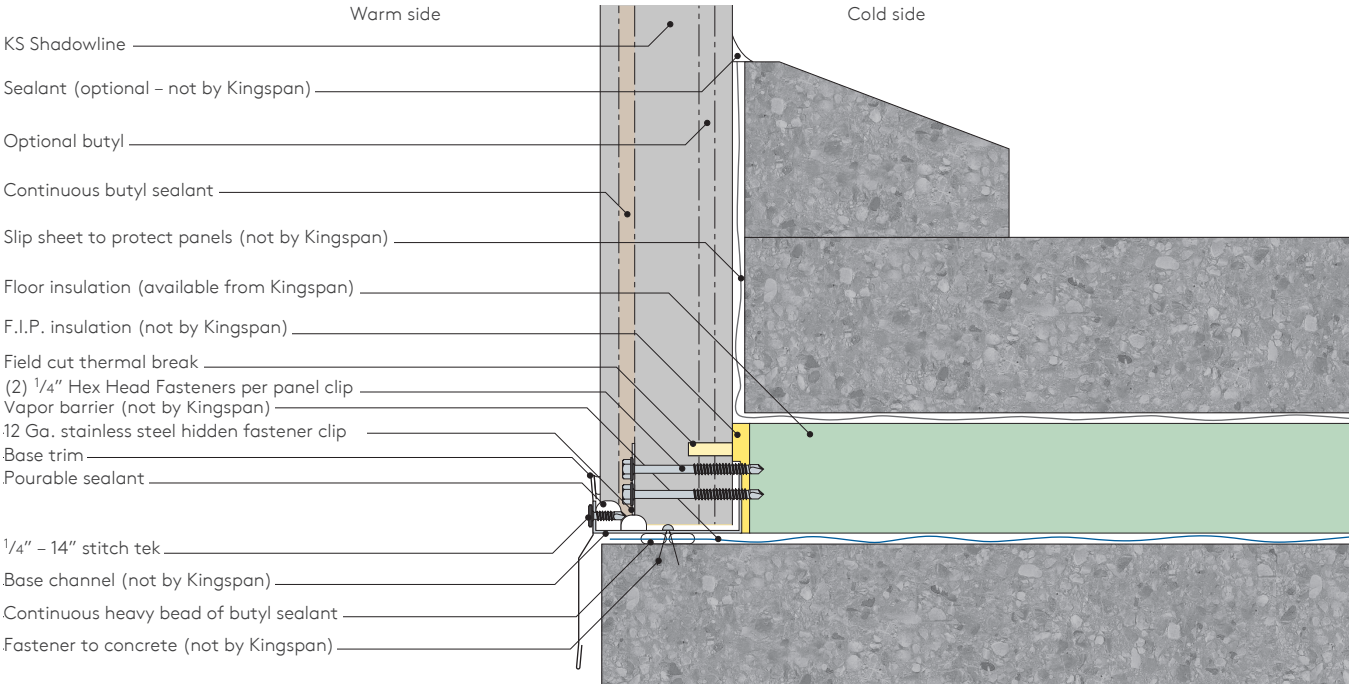 Warm side
Cold side
KS Shadowline
Sealant (optional – not by Kingspan)
Optional butyl
Continuous butyl sealant
Slip sheet to protect panels (not by Kingspan)
Floor insulation (available from Kingspan)
F.I.P. insulation (not by Kingspan)
Field cut thermal break
(2) 1/4″ Hex Head Fasteners per panel clip
Vapor barrier (not by Kingspan)
12 Ga. stainless steel hidden fastener clip
Base trim
Pourable sealant
1/4″ – 14″ stitch tek
Base channel (not by Kingspan)
Continuous heavy bead of butyl sealant
Fastener to concrete (not by Kingspan)